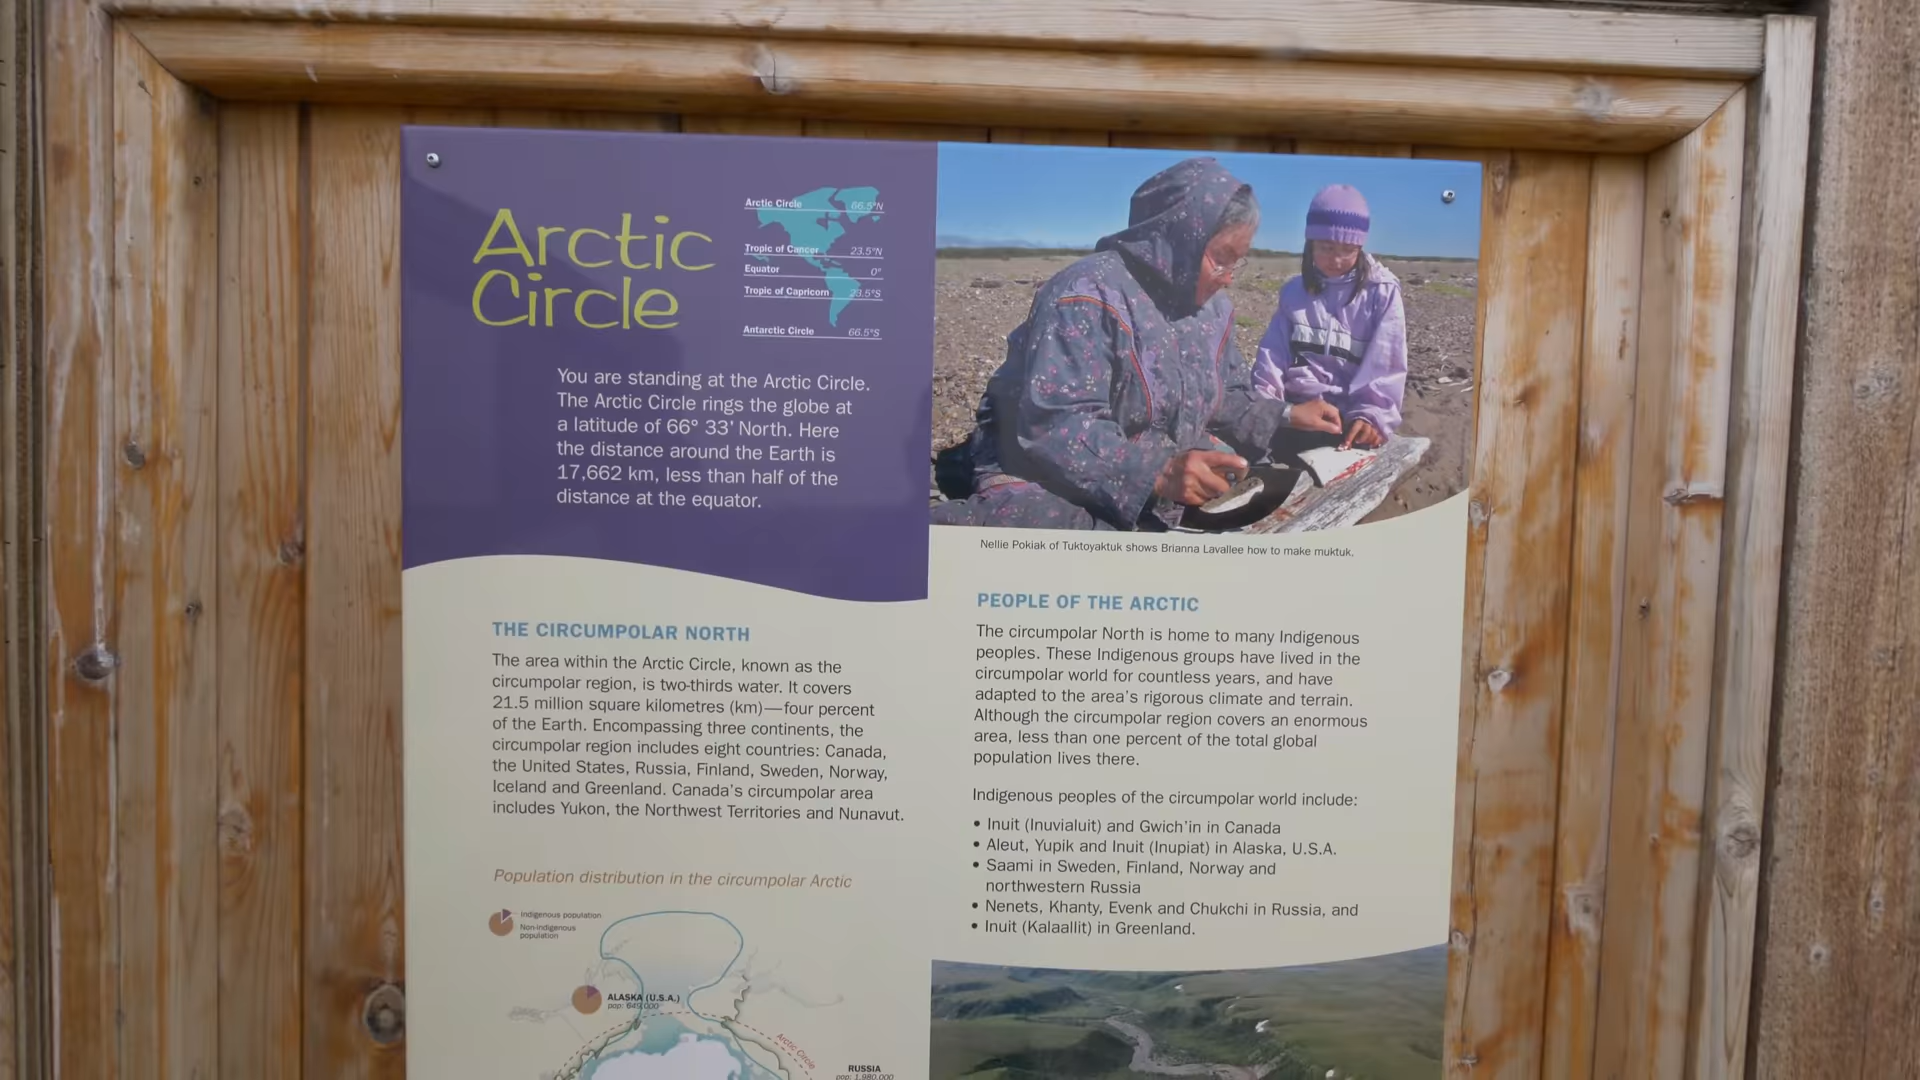 Arctic
Circle
Arctic Circle 66.5°N
Tropic of Cancer 23.5°N
Equator 0°
Tropic of Capricorn 23.5°S
Antarctic Circle 66.5°S
You are standing at the Arctic Circle.
The Arctic Circle rings the globe at
a latitude of 66° 33' North. Here
the distance around the Earth is
17,662 km, less than half of the
distance at the equator.
THE CIRCUMPOLAR NORTH
The area within the Arctic Circle, known as the
circumpolar region, is two-thirds water. It covers
21.5 million square kilometres (km)—four percent
of the Earth. Encompassing three continents, the
circumpolar region includes eight countries: Canada,
the United States, Russia, Finland, Sweden, Norway,
Iceland and Greenland. Canada's circumpolar area
includes Yukon, the Northwest Territories and Nunavut.
Population distribution in the circumpolar Arctic
Indigenous population
Non-indigenous
population
ALASKA (U.S.A.)
pop: 649,000
Arctic Circle
RUSSIA
pop: 1,980,000
Nellie Pokiak of Tuktoyaktuk shows Brianna Lavallee how to make muktuk.
PEOPLE OF THE ARCTIC
The circumpolar North is home to many Indigenous
peoples. These Indigenous groups have lived in the
circumpolar world for countless years, and have
adapted to the area's rigorous climate and terrain.
Although the circumpolar region covers an enormous
area, less than one percent of the total global
population lives there.
Indigenous peoples of the circumpolar world include:
• Inuit (Inuvialuit) and Gwich'in in Canada
• Aleut, Yupik and Inuit (Inupiat) in Alaska, U.S.A.
• Saami in Sweden, Finland, Norway and
northwestern Russia
• Nenets, Khanty, Evenk and Chukchi in Russia, and
• Inuit (Kalaallit) in Greenland.